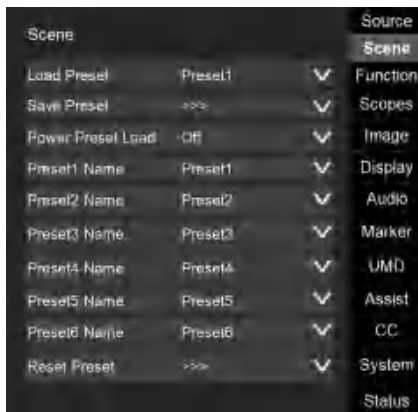 Scene
Load Preset Preset1
Save Preset >>>
Power Preset Load Off
Preset1 Name Preset1
Preset2 Name Preset2
Preset3 Name Preset3
Preset4 Name Preset4
Preset5 Name Preset5
Preset6 Name Preset6
Reset Preset >>>
Source
Scene
Function
Scopes
Image
Display
Audio
Marker
UMD
Assist
CC
System
Status